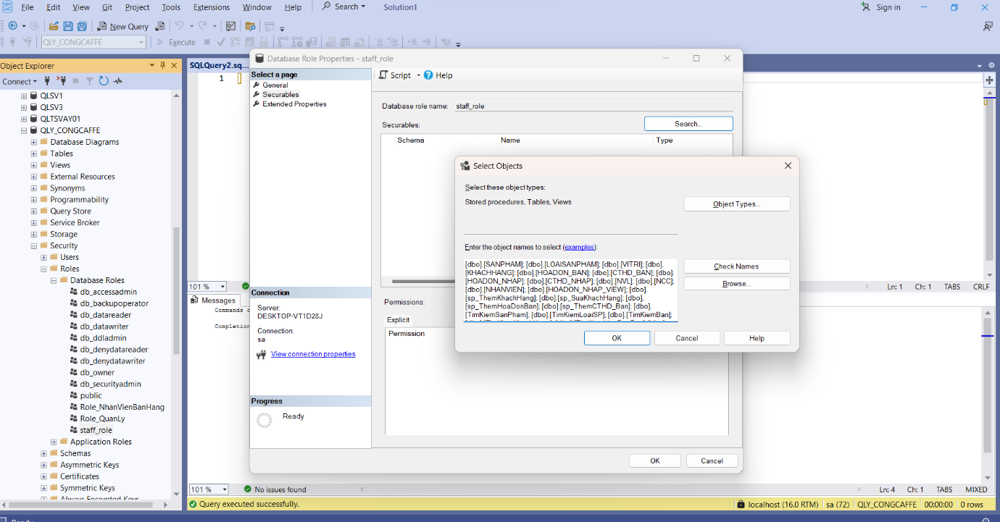 File Edit View Git Project Tools Extensions Window Help Search Solution1 Sign in
New Query
QLY_CONGCAFFE Execute
Object Explorer
Connect
QLSV1
QLSV3
QLTSVAY01
QLY_CONGCAFFE
Database Diagrams
Tables
Views
External Resources
Synonyms
Programmability
Query Store
Service Broker
Storage
Security
Users
Roles
Database Roles
db_accessadmin
db_backupoperator
db_datareader
db_datawriter
db_ddladmin
db_denydatareader
db_denydatawriter
db_owner
db_securityadmin
public
Role_NhanVienBanHang
Role_QuanLy
staff_role
Application Roles
Schemas
Asymmetric Keys
Certificates
Symmetric Keys
Always Encrypted Keys
SQLQuery2.sq...
1
101 %
Messages
Commands c
Completion
Database Role Properties - staff_role
Select a page
General
Securables
Extended Properties
Script Help
Database role name: staff_role
Securables: Search...
Schema Name Type
Permissions:
Explicit
Permission
Connection
Server:
DESKTOP-VT1D28J
Connection:
sa
View connection properties
Progress
Ready
OK Cancel
Select Objects
Select these object types:
Stored procedures, Tables, Views
Object Types...
Enter the object names to select (examples):
[dbo].[SANPHAM]; [dbo].[LOAISANPHAM]; [dbo].[VITRI]; [dbo].
[KHACHHANG]; [dbo].[HOADON_BAN]; [dbo].[CTHD_BAN]; [dbo].
[HOADON_NHAP]; [dbo].[CTHD_NHAP]; [dbo].[NVL]; [dbo].[NCC];
[dbo].[NHANVIEN]; [dbo].[HOADON_NHAP_VIEW]; [dbo].
[sp_ThemKhachHang]; [dbo].[sp_SuaKhachHang]; [dbo].
[sp_ThemHoaDonBan]; [dbo].[sp_ThemCTHD_Ban]; [dbo].
[TimKiemSanPham]; [dbo].[TimKiemLoaiSP]; [dbo].[TimKiemBan];
Check Names
Browse...
OK Cancel Help
Ln: 1 Ch: 1 TABS CRLF
101 % No issues found Ln: 4 Ch: 1 TABS MIXED
Query executed successfully. localhost (16.0 RTM) sa (72) QLY_CONGCAFFE 00:00:00 0 rows
Ready